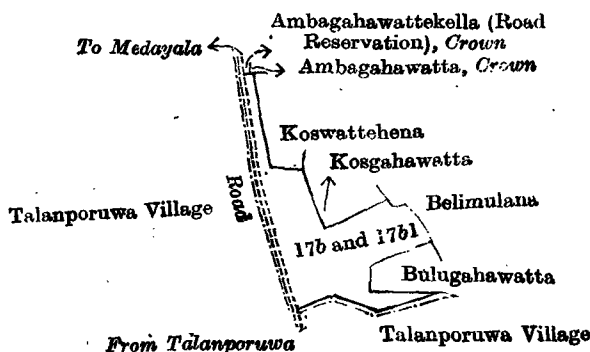 Ambagahawattekella (Road
Reservation), Crown
To Medayala
Ambagahawatta, Crown
Koswattehena
Kosgahawatta
Belimulana
Talanporuwa Village
Road
17b and 17b1
Bulugahawatta
From Talanporuwa
Talanporuwa Village